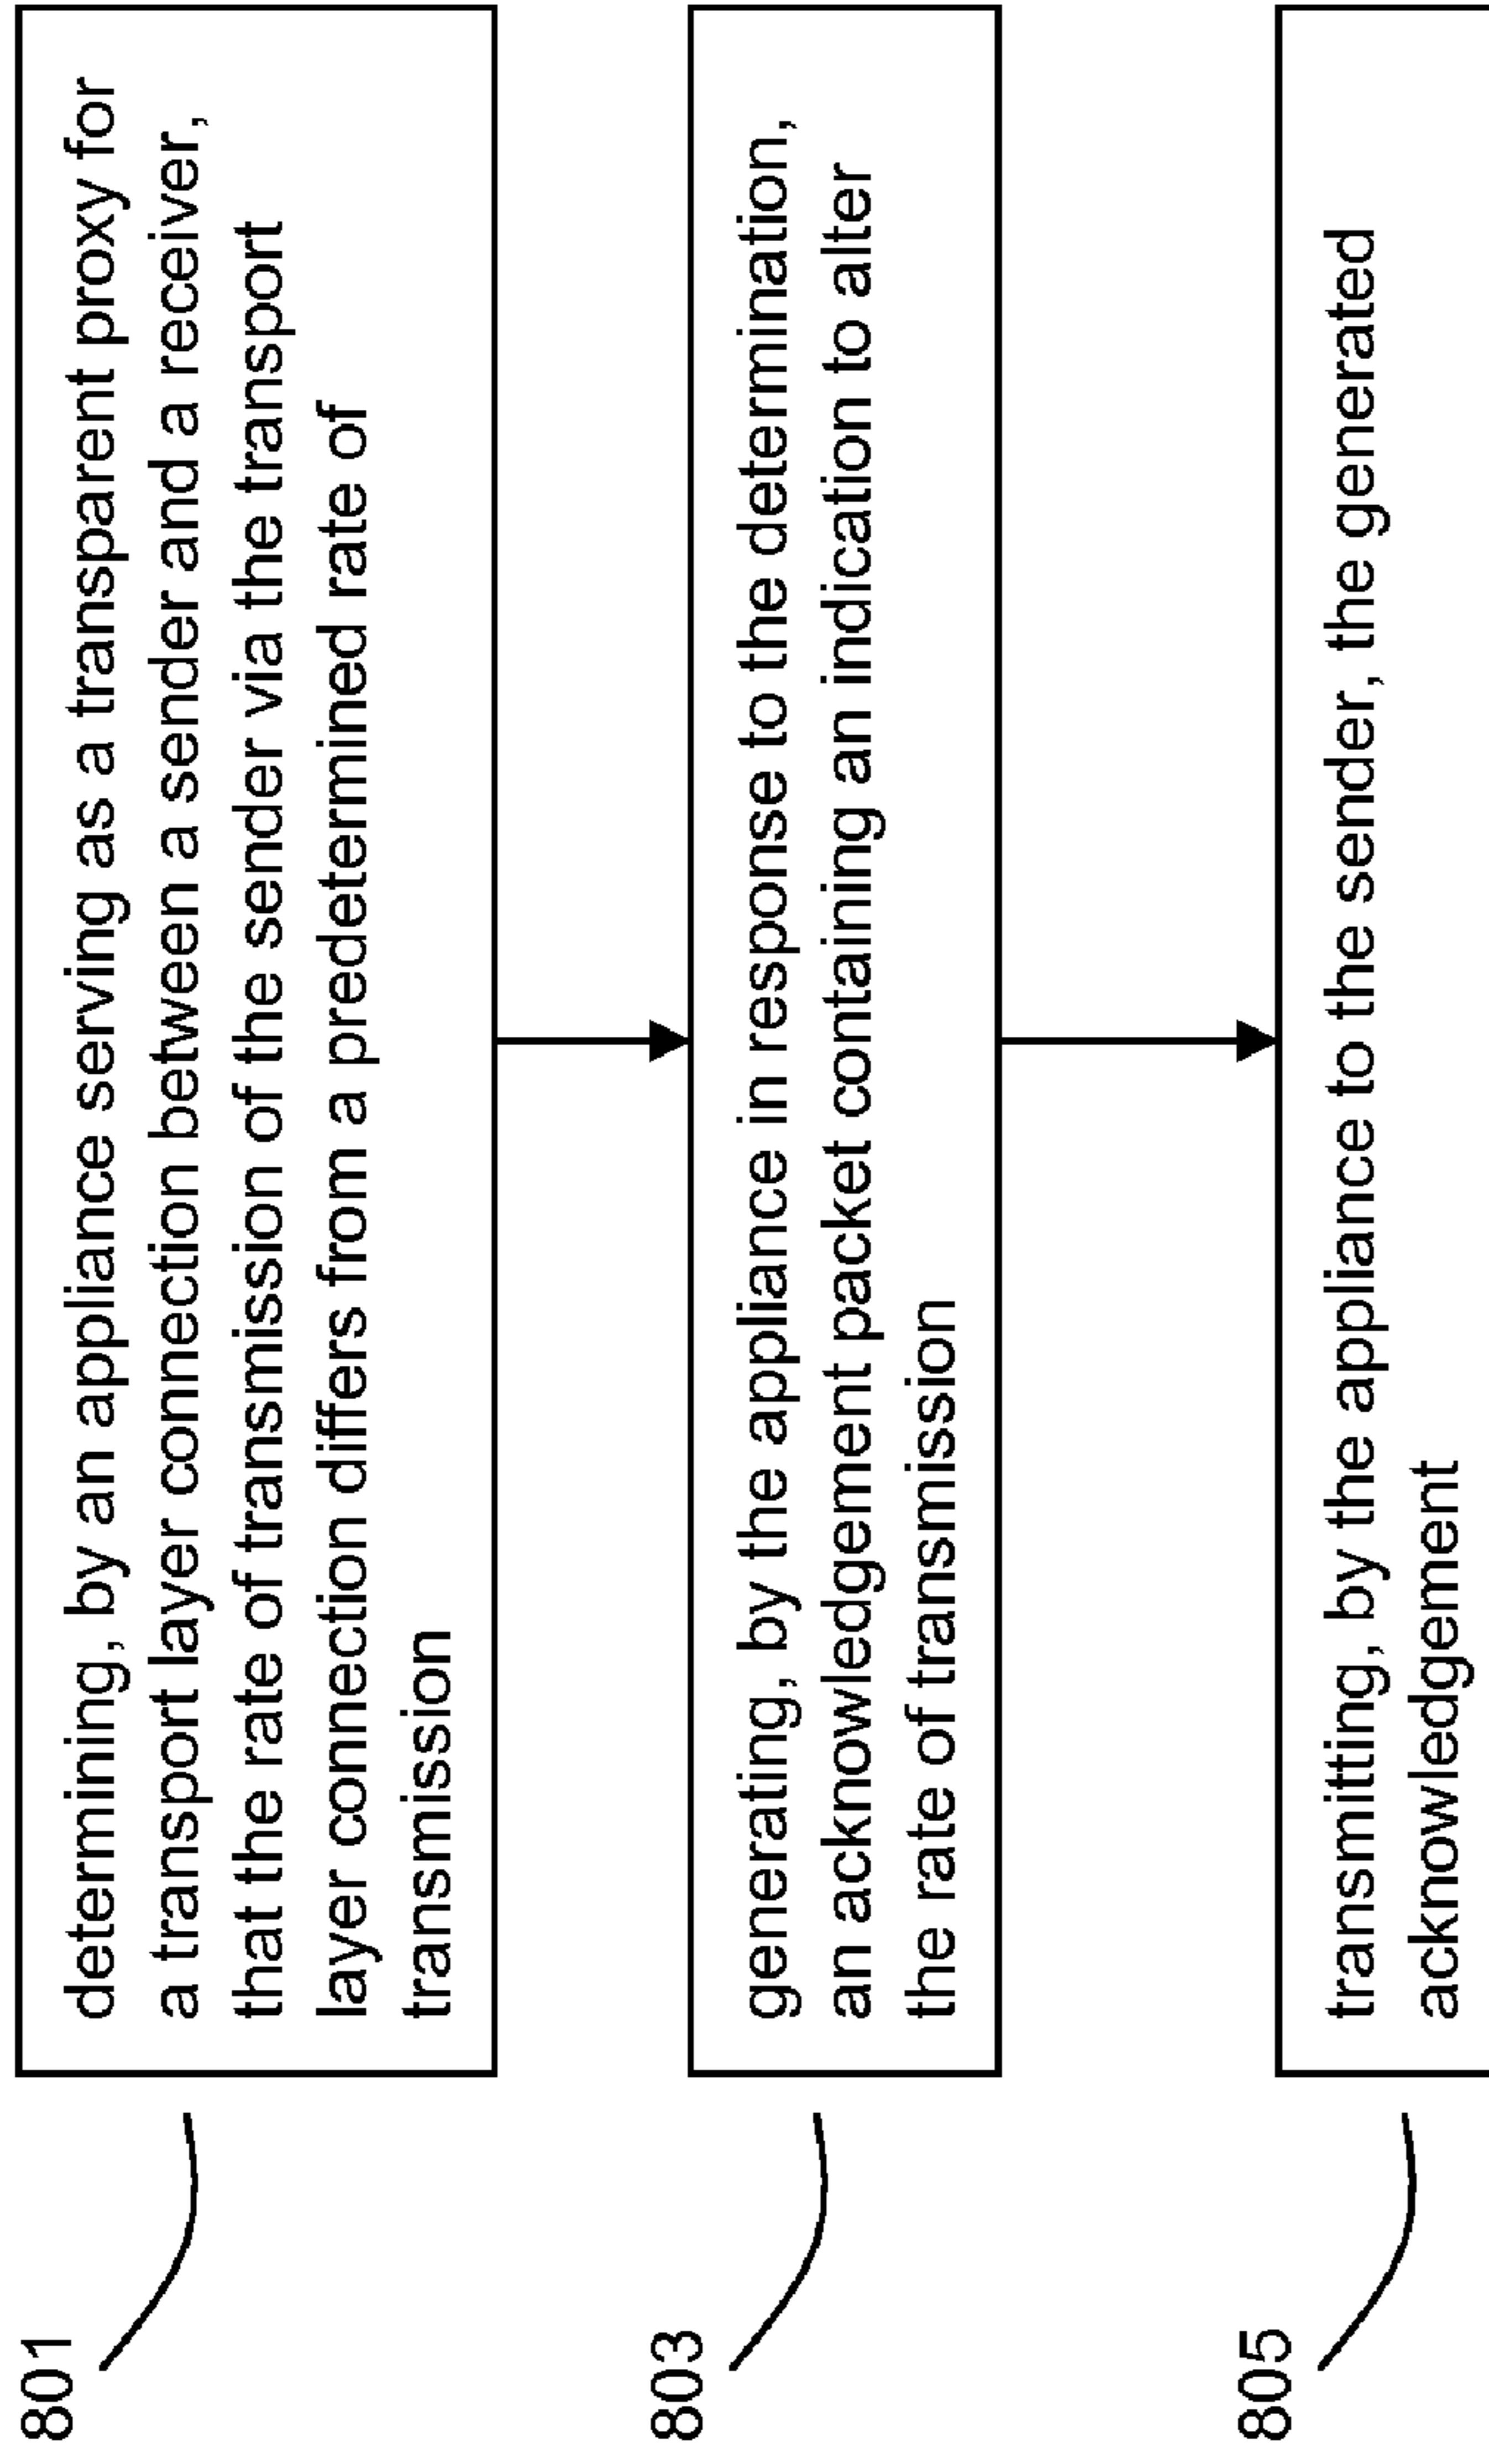 801
determining, by an appliance serving as a transparent proxy for
a transport layer connection between a sender and a receiver,
that the rate of transmission of the sender via the transport
layer connection differs from a predetermined rate of
transmission
803
generating, by the appliance in response to the determination,
an acknowledgement packet containing an indication to alter
the rate of transmission
805
transmitting, by the appliance to the sender, the generated
acknowledgement